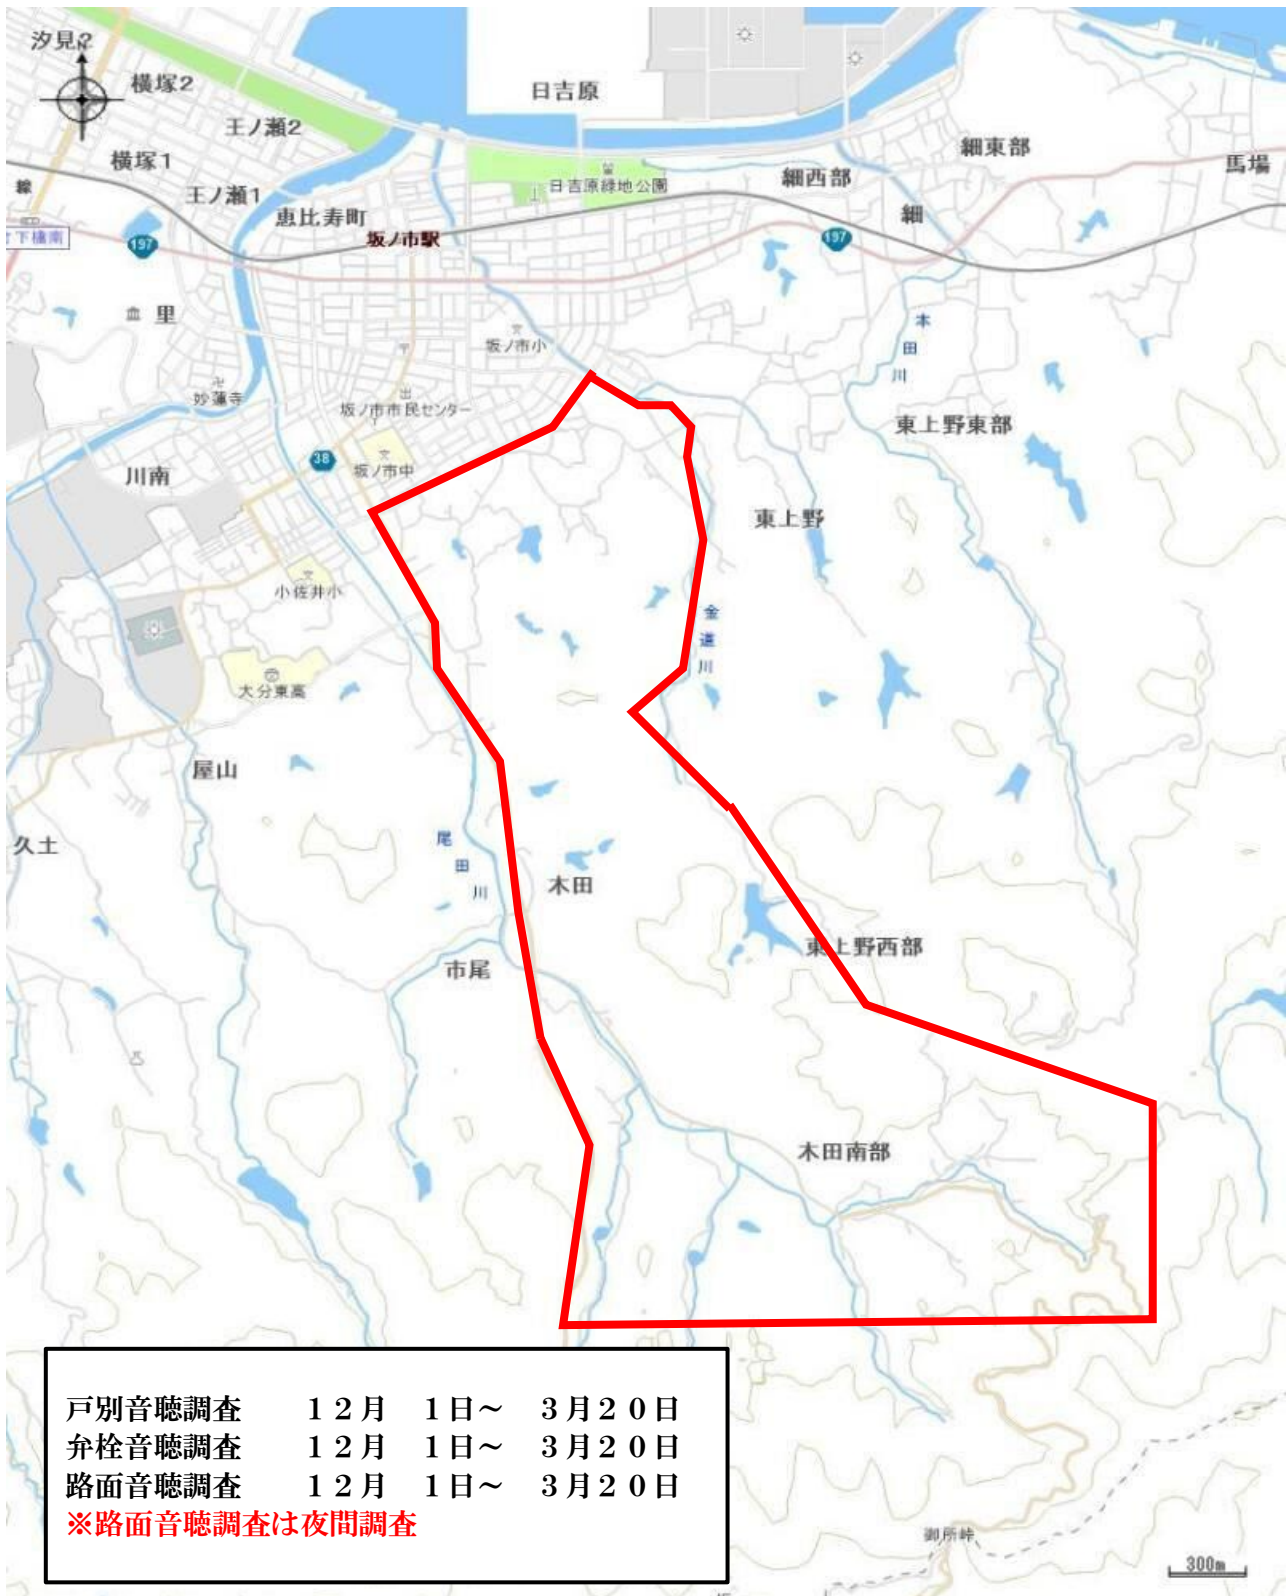 汐見2
N
横塚2
日吉原
王ノ瀬2
横塚1
細東部
馬場
日吉原緑地公園
細西部
線
王ノ瀬1
恵比寿町
細
坂ノ市駅
下橋南
197
197
里
本田川
坂ノ市小
妙蓮寺
坂ノ市市民センター
東上野東部
38
坂ノ市中
川南
東上野
小佐井小
金道川
大分東高
屋山
久土
尾田川
木田
東上野西部
市尾
木田南部
戸別音聴調査 12月 1日~ 3月20日
弁栓音聴調査 12月 1日~ 3月20日
路面音聴調査 12月 1日~ 3月20日
※路面音聴調査は夜間調査
御所峠
300m